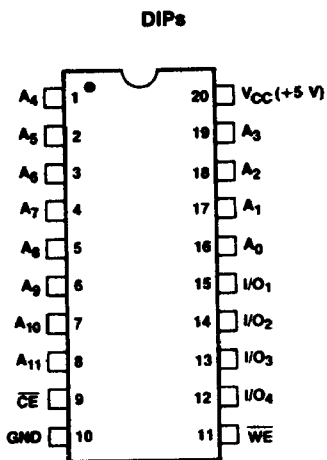 DIPs
A4 1 20 VCC (+5 V)
A5 2 19 A3
A6 3 18 A2
A7 4 17 A1
A8 5 16 A0
A9 6 15 I/O1
A10 7 14 I/O2
A11 8 13 I/O3
C̅E̅ 9 12 I/O4
GND 10 11 W̅E̅